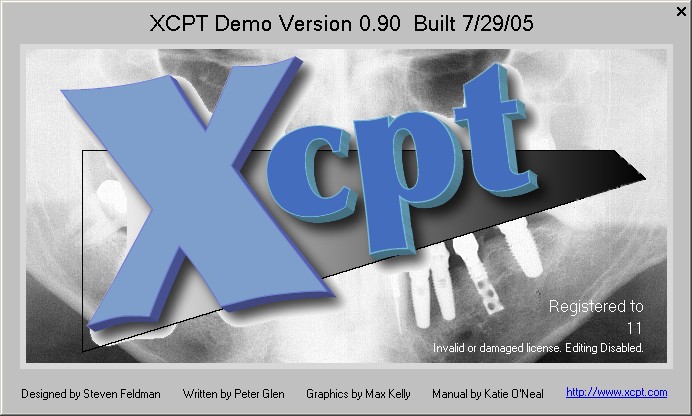 XCPT Demo Version 0.90  Built 7/29/05
Xcpt
Registered to
11
Invalid or damaged license. Editing Disabled.
Designed by Steven Feldman Written by Peter Glen Graphics by Max Kelly Manual by Katie O'Neal http://www.xcpt.com